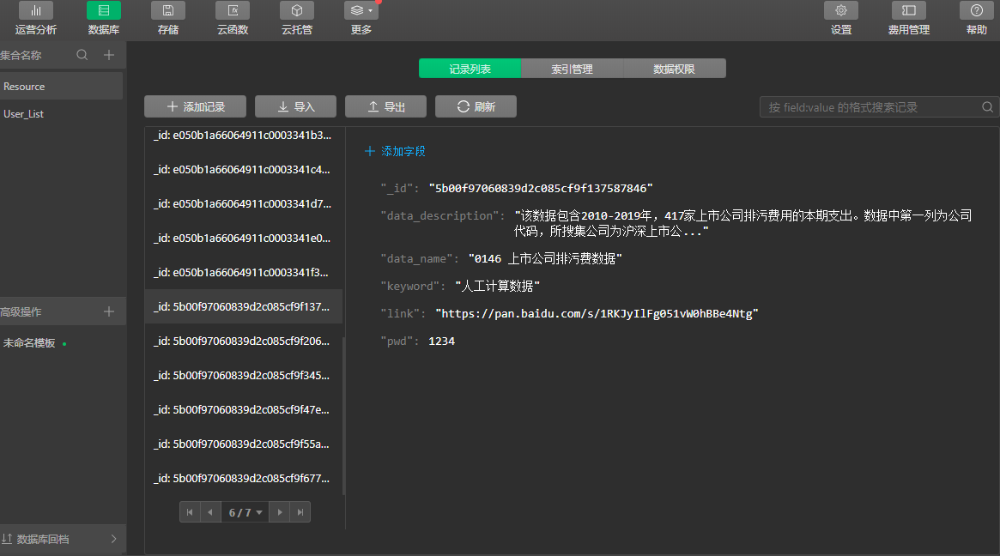 运营分析
数据库
存储
云函数
云托管
更多
设置
费用管理
帮助
集合名称
Resource
User_List
高级操作
未命名模板
数据库回档
记录列表
索引管理
数据权限
添加记录
导入
导出
刷新
按 field:value 的格式搜索记录
_id: e050b1a66064911c0003341b3...
_id: e050b1a66064911c0003341c4...
_id: e050b1a66064911c0003341d7...
_id: e050b1a66064911c0003341e0...
_id: e050b1a66064911c0003341f3...
_id: 5b00f97060839d2c085cf9f137...
_id: 5b00f97060839d2c085cf9f206...
_id: 5b00f97060839d2c085cf9f345...
_id: 5b00f97060839d2c085cf9f47e...
_id: 5b00f97060839d2c085cf9f55a...
_id: 5b00f97060839d2c085cf9f677...
6 / 7
添加字段
"_id": "5b00f97060839d2c085cf9f137587846"
"data_description": "该数据包含2010-2019年，417家上市公司排污费用的本期支出。数据中第一列为公司
代码，所搜集公司为沪深上市公..."
"data_name": "0146 上市公司排污费数据"
"keyword": "人工计算数据"
"link": "https://pan.baidu.com/s/1RKJyIlFg051vW0hBBe4Ntg"
"pwd": 1234